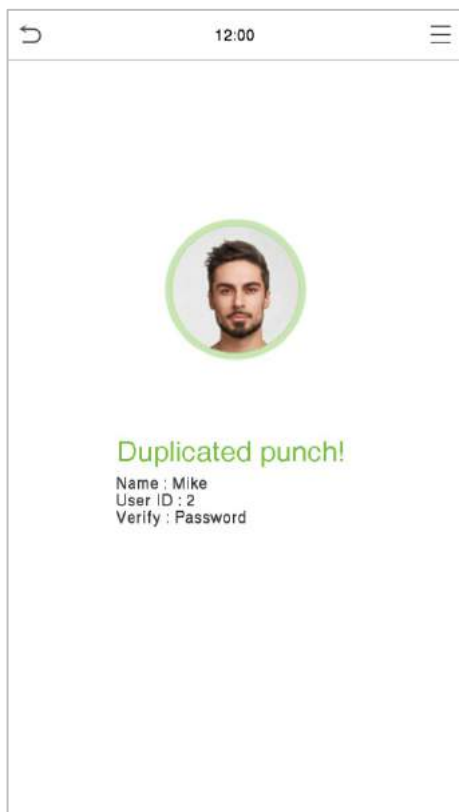 12:00
Duplicated punch!
Name : Mike
User ID : 2
Verify : Password